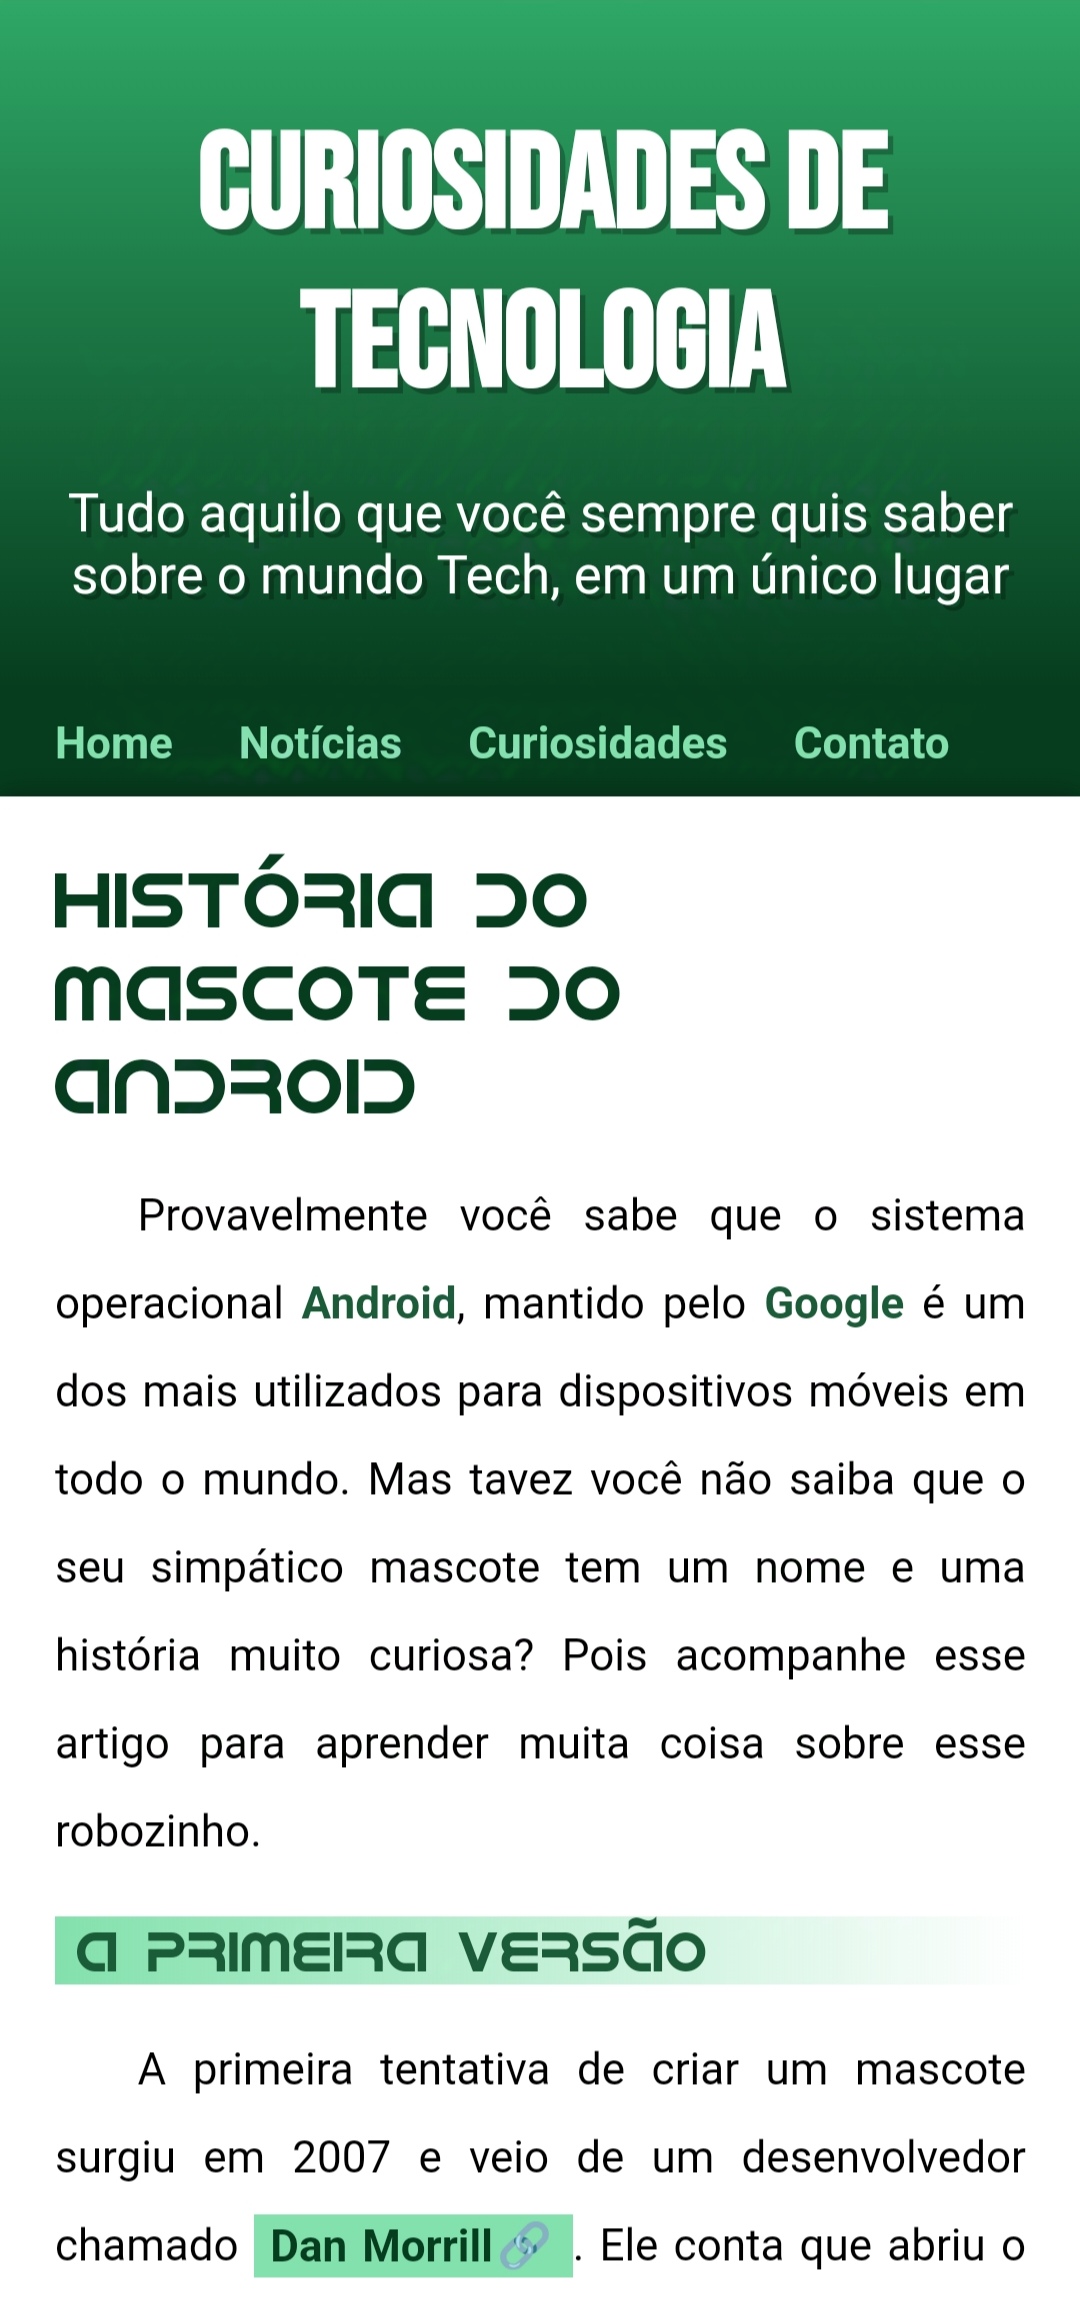 CURIOSIDADES DE
TECNOLOGIA
Tudo aquilo que você sempre quis saber
sobre o mundo Tech, em um único lugar
Home Notícias Curiosidades Contato
HISTÓRIA DO
MASCOTE DO
ANDROID
Provavelmente você sabe que o sistema
operacional Android, mantido pelo Google é um
dos mais utilizados para dispositivos móveis em
todo o mundo. Mas tavez você não saiba que o
seu simpático mascote tem um nome e uma
história muito curiosa? Pois acompanhe esse
artigo para aprender muita coisa sobre esse
robozinho.
A PRIMEIRA VERSÃO
A primeira tentativa de criar um mascote
surgiu em 2007 e veio de um desenvolvedor
chamado Dan Morrill🔗. Ele conta que abriu o